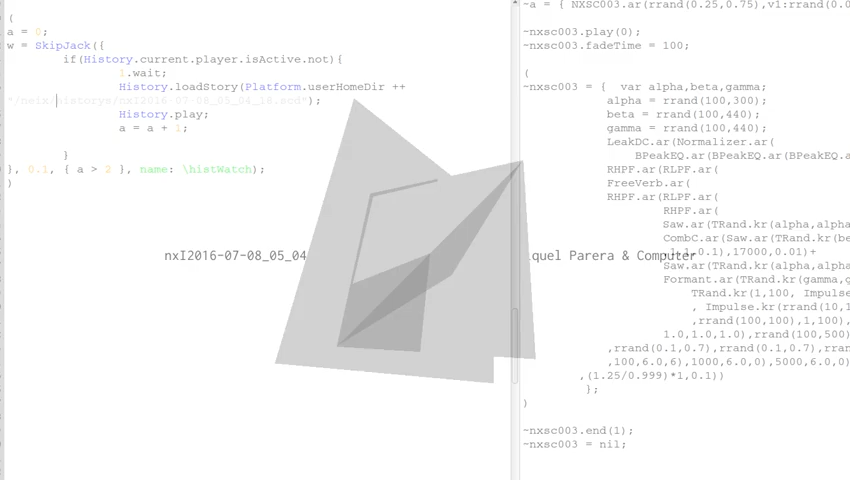 (
a = 0;
w = SkipJack({
if(History.current.player.isActive.not){
1.wait;
History.loadStory(Platform.userHomeDir ++
"/neix/historys/nxI2016-07-08_05_04_16.scd");
History.play;
a = a + 1;
}
}, 0.1, { a > 2 }, name: \histWatch);
)
nxI2016-07-08_05_04
quel Parera & Computer
~a = { NXSC003.ar(rrand(0.25,0.75),v1:rrand(0.0
~nxsc003.play(0);
~nxsc003.fadeTime = 100;
(
~nxsc003 = { var alpha,beta,gamma;
alpha = rrand(100,300);
beta = rrand(100,440);
gamma = rrand(100,440);
LeakDC.ar(Normalizer.ar(
BPeakEQ.ar(BPeakEQ.ar(BPeakEQ.a
RHPF.ar(RLPF.ar(
FreeVerb.ar(
RHPF.ar(RLPF.ar(
RHPF.ar(
Saw.ar(TRand.kr(alpha,alpha
CombC.ar(Saw.ar(TRand.kr(be
,1,0.1),17000,0.01)+
Saw.ar(TRand.kr(alpha,alpha
Formant.ar(TRand.kr(gamma,g
TRand.kr(1,100, Impulse
, Impulse.kr(rrand(10,1
,rrand(100,100),1,100),
1.0,1.0,1.0),rrand(100,500)
,rrand(0.1,0.7),rrand(0.1,0.7),rran
,100,6.0,6),1000,6.0,0),5000,6.0,0)
,(1.25/0.999)*1,0.1))
};
)
~nxsc003.end(1);
~nxsc003 = nil;